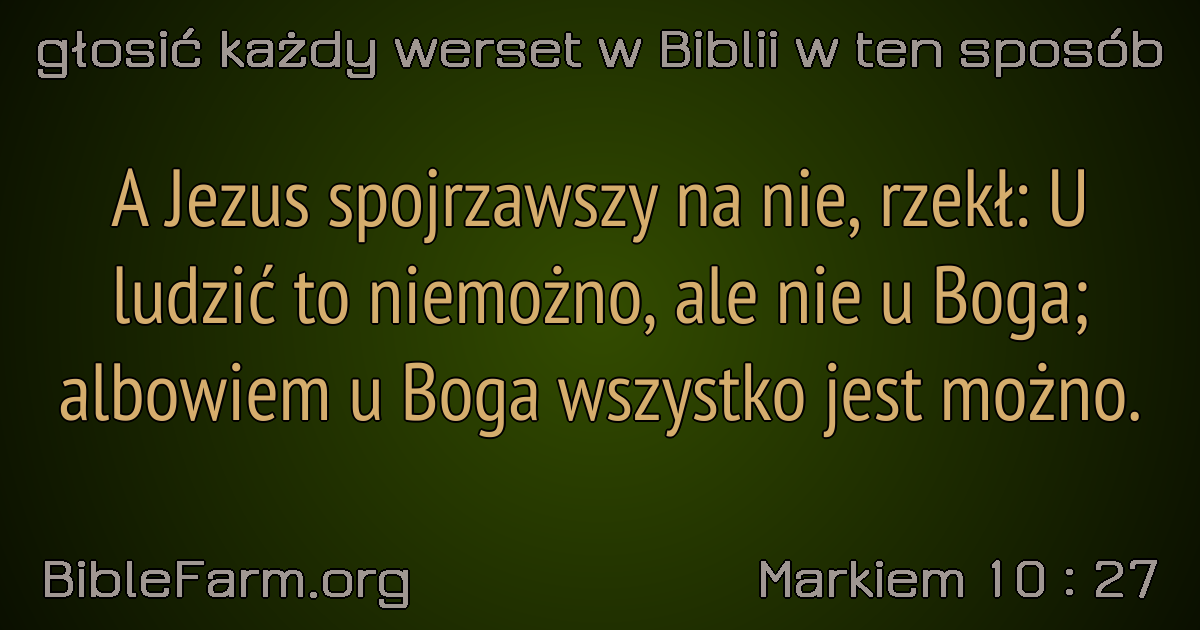 głosić każdy werset w Biblii w ten sposób
A Jezus spojrzawszy na nie, rzekł: U
ludzić to niemożno, ale nie u Boga;
albowiem u Boga wszystko jest możno.
BibleFarm.org
Markiem 10 : 27